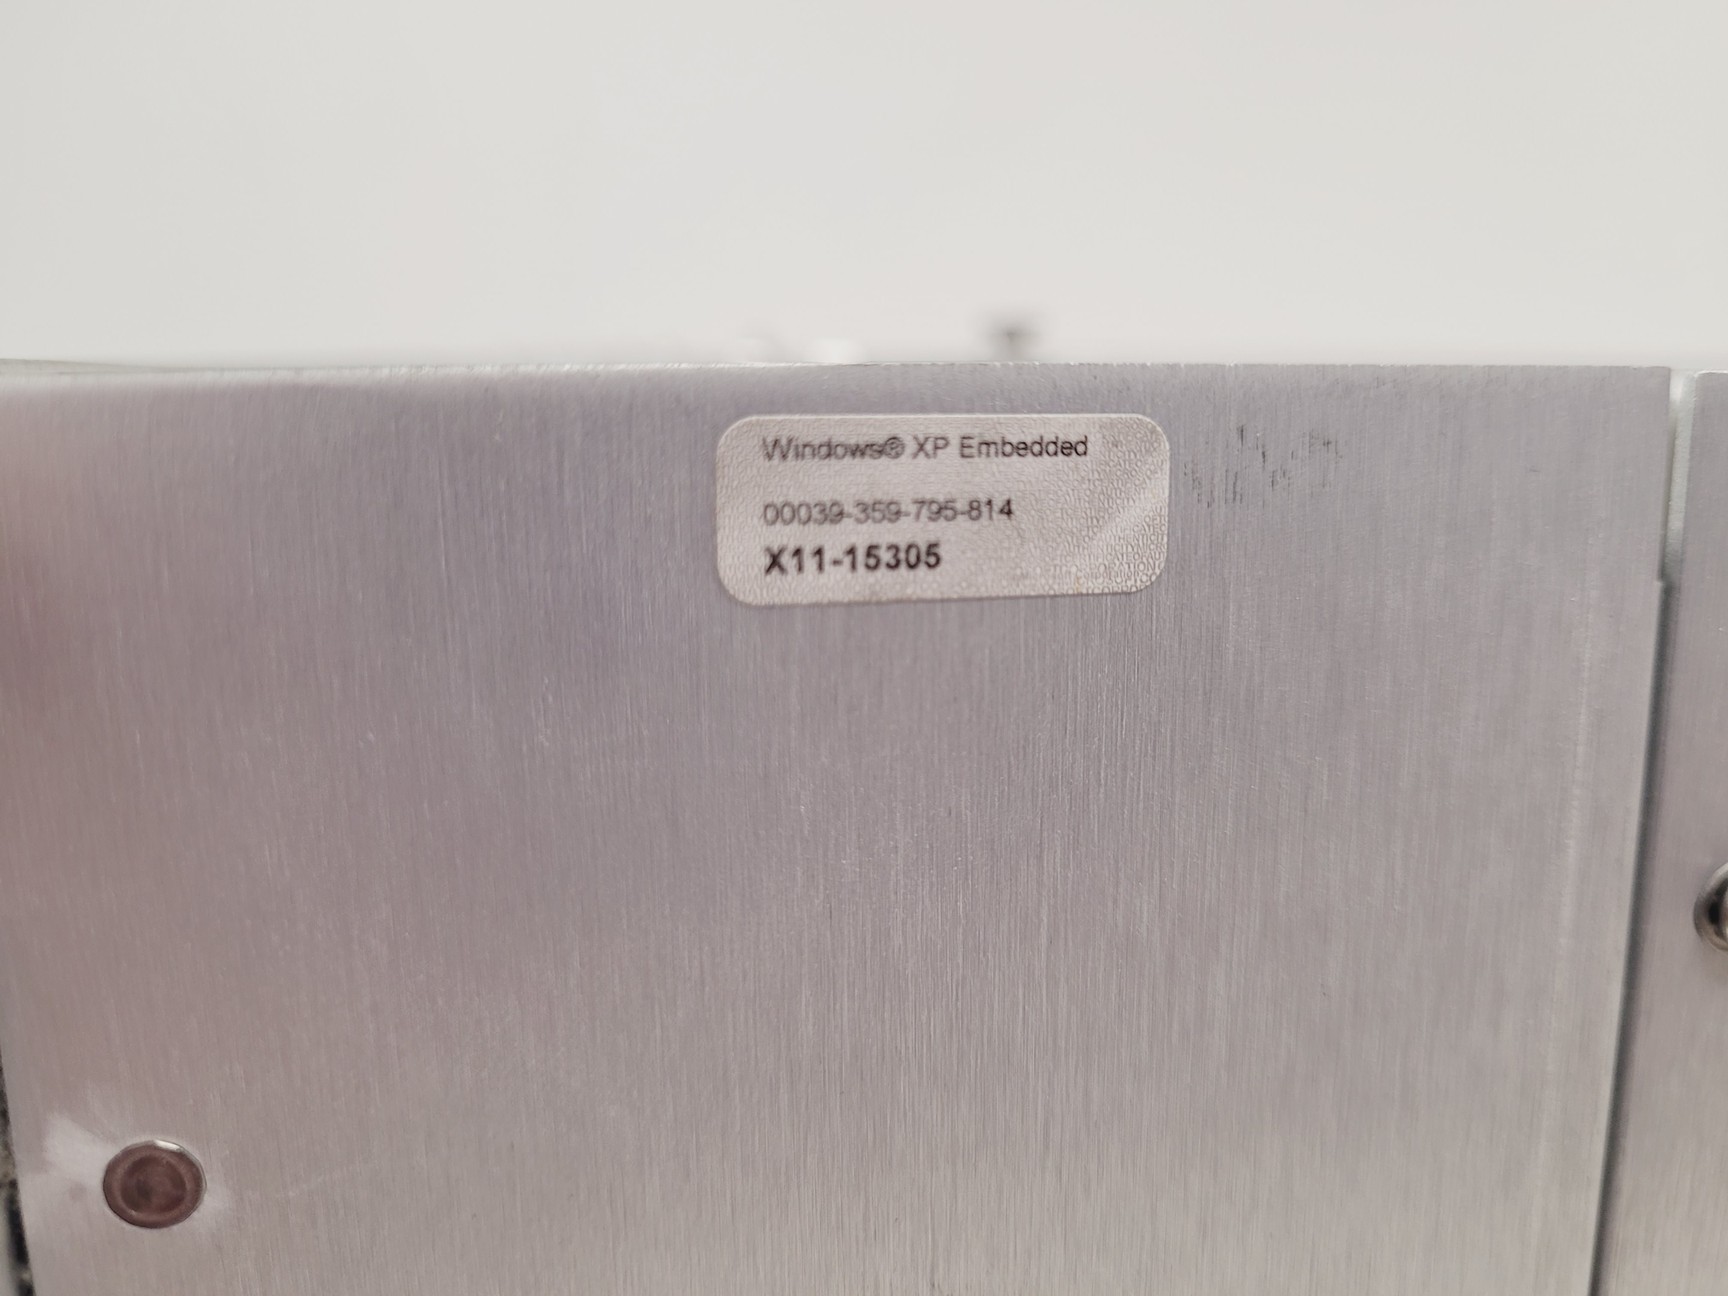 Windows® XP Embedded
00039-359-795-814
X11-15305